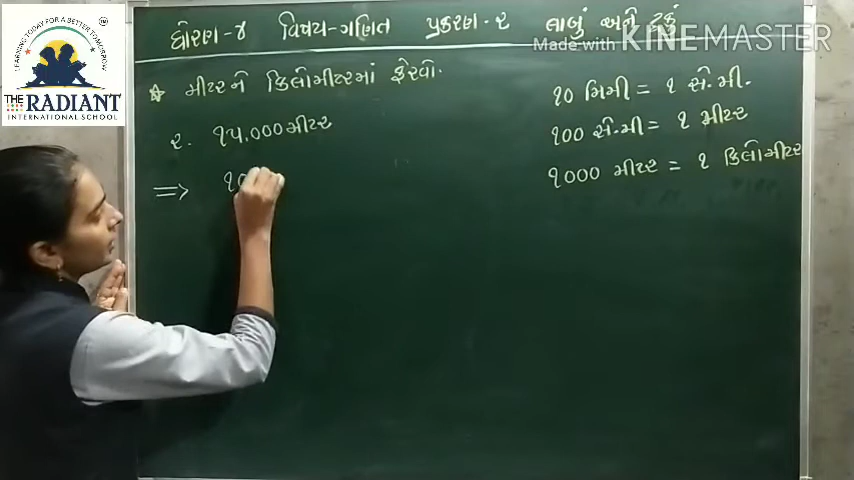 LEARNING TODAY FOR A BETTER TOMORROW
THE RADIANT
INTERNATIONAL SCHOOL
ધોરણ-૪ વિષય-ગણિત પ્રકરણ-૨ લાબું અને ટુકું
Made with KINEMASTER
★ મીટરને કિલોમીટરમાં ફેરવો.
૨. ૧૫,૦૦૦ મીટર
⇒ ૧૦
૧૦ મિમી = ૧ સે.મી.
૧૦૦ સે.મી = ૧ મીટર
૧૦૦૦ મીટર = ૧ કિલોમીટર